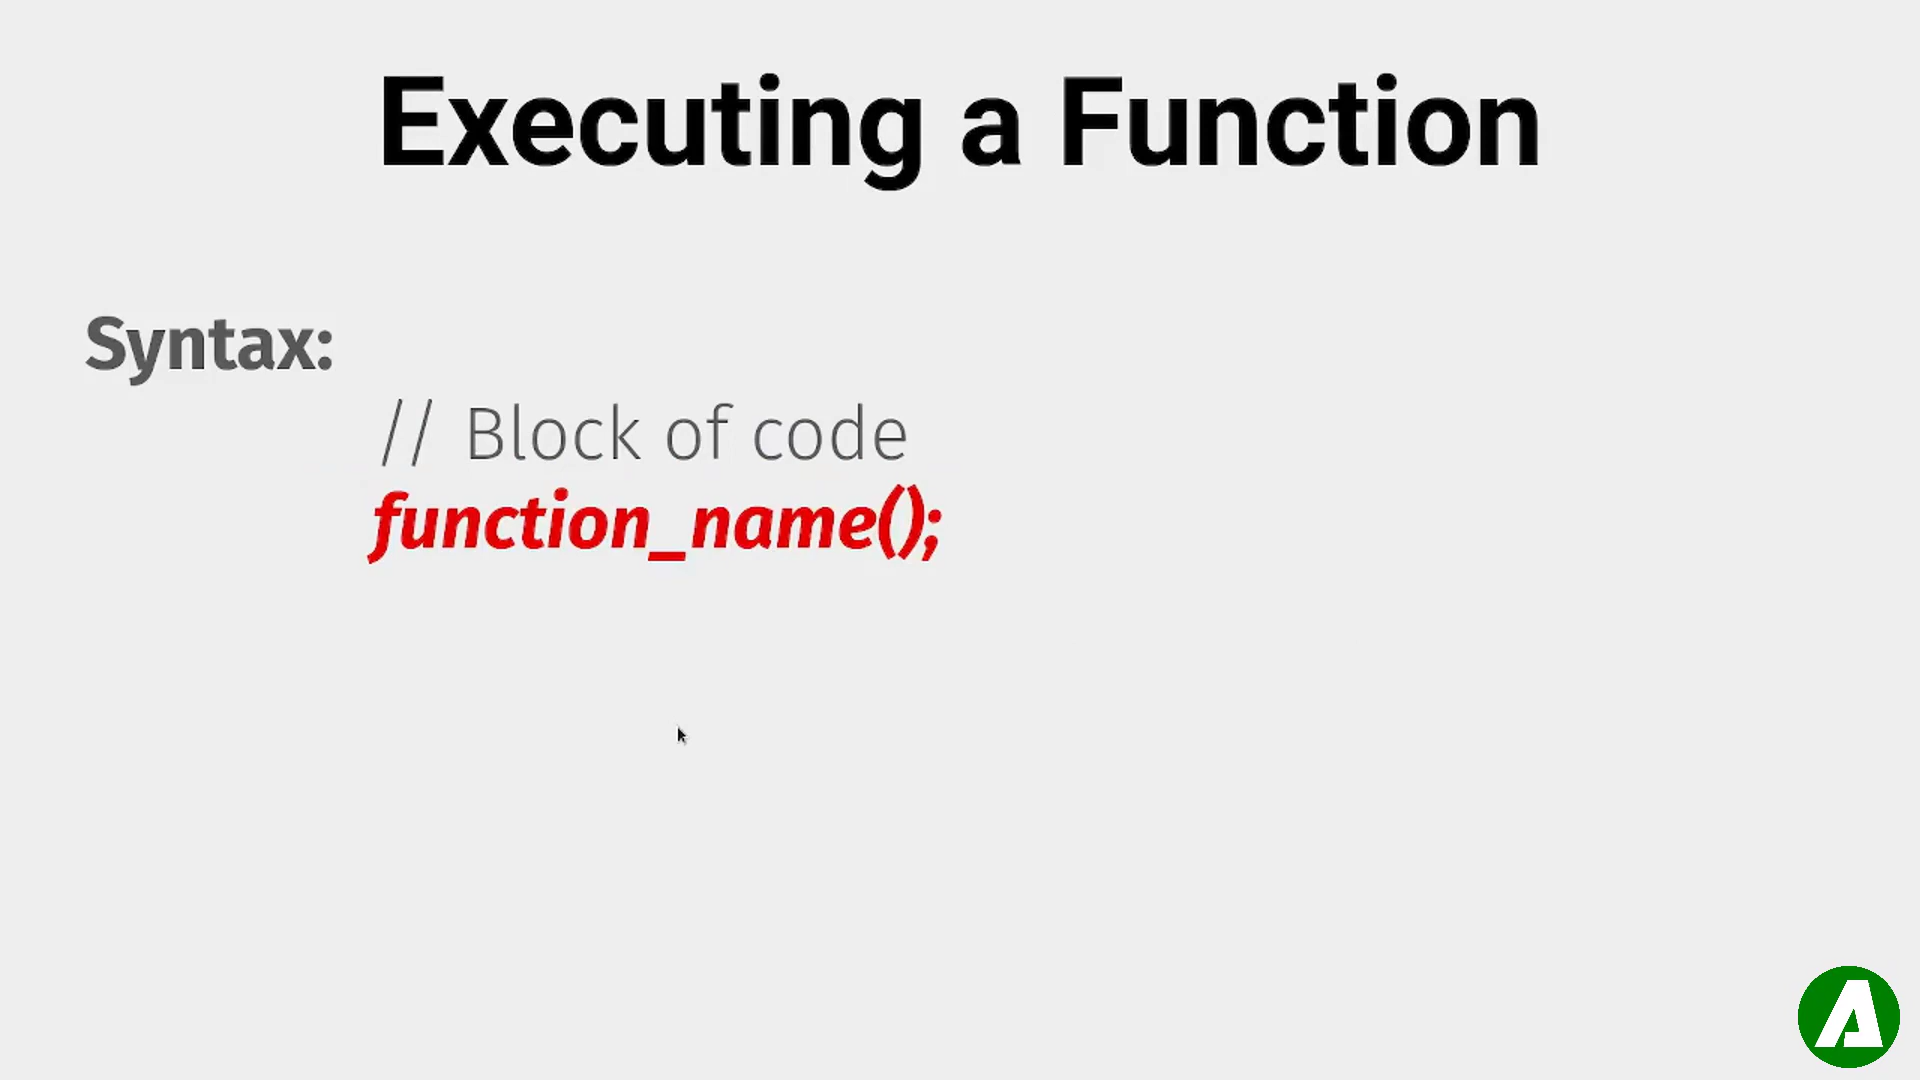 Executing a Function
Syntax:
// Block of code
function_name();
A